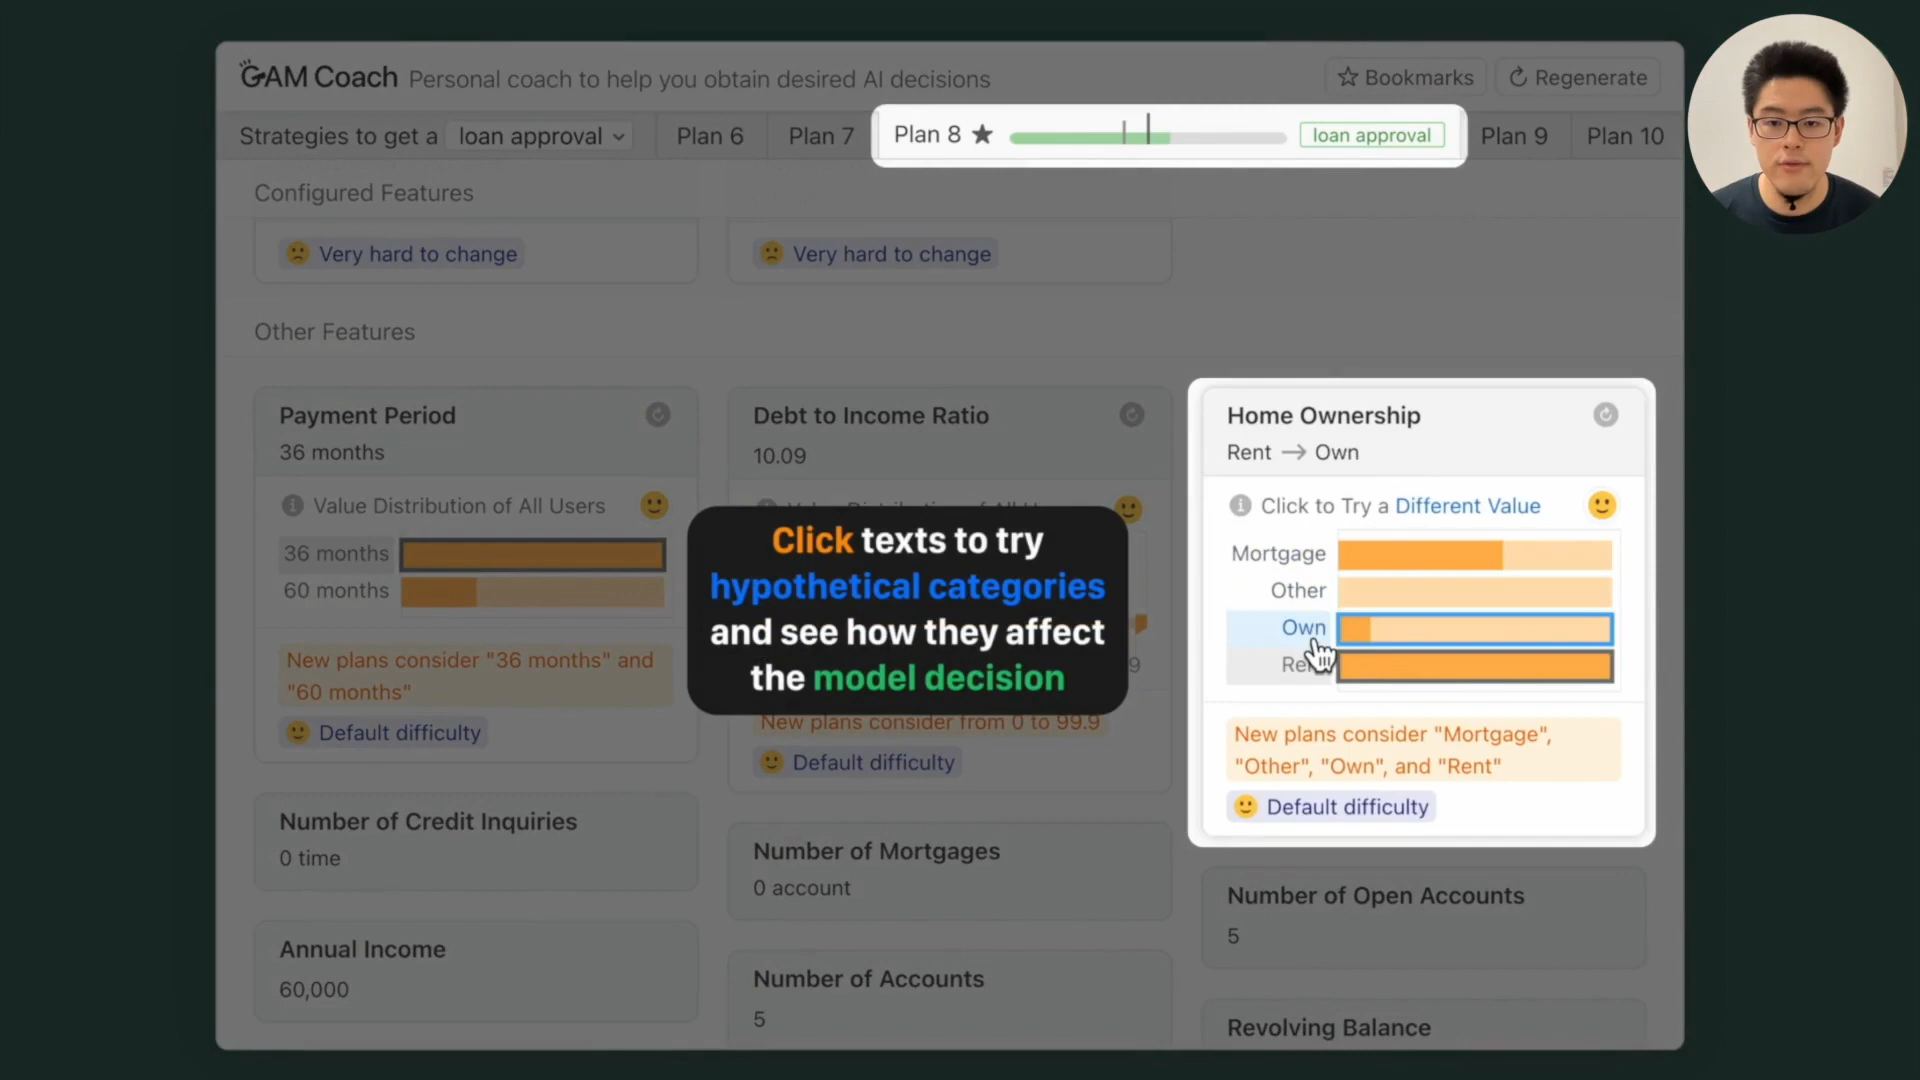 GAM Coach Personal coach to help you obtain desired AI decisions
Bookmarks
Regenerate
Strategies to get a loan approval
Plan 6
Plan 7
Plan 8
loan approval
Plan 9
Plan 10
Configured Features
Very hard to change
Very hard to change
Other Features
Payment Period
36 months
Value Distribution of All Users
36 months
60 months
New plans consider "36 months" and
"60 months"
Default difficulty
Debt to Income Ratio
10.09
Click texts to try
hypothetical categories
and see how they affect
the model decision
New plans consider from 0 to 99.9
Default difficulty
Home Ownership
Rent → Own
Click to Try a Different Value
Mortgage
Other
Own
New plans consider "Mortgage",
"Other", "Own", and "Rent"
Default difficulty
Number of Credit Inquiries
0 time
Number of Mortgages
0 account
Number of Open Accounts
5
Annual Income
60,000
Number of Accounts
5
Revolving Balance